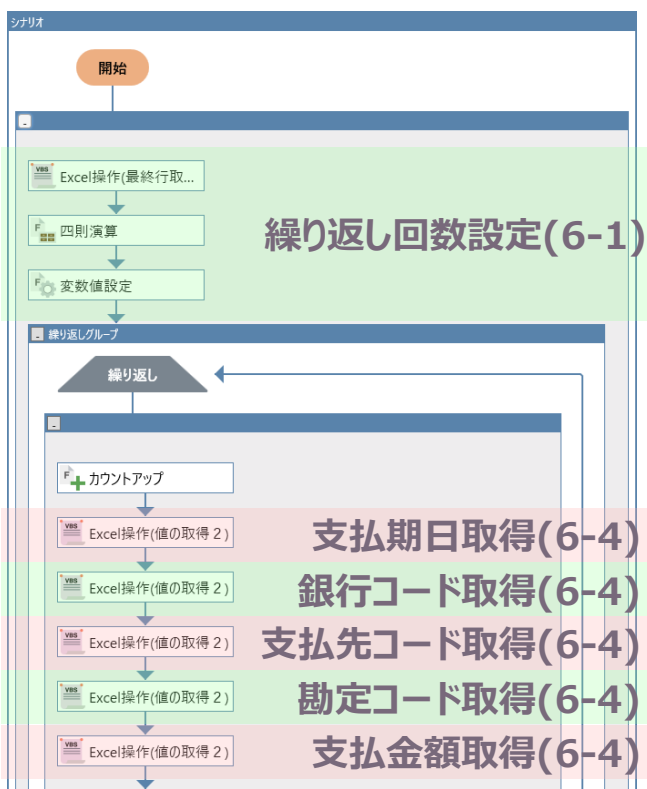 シナリオ
開始
Excel操作(最終行取...
四則演算
繰り返し回数設定(6-1)
変数値設定
繰り返しグループ
繰り返し
カウントアップ
Excel操作(値の取得２) 支払期日取得(6-4)
Excel操作(値の取得２) 銀行コード取得(6-4)
Excel操作(値の取得２) 支払先コード取得(6-4)
Excel操作(値の取得２) 勘定コード取得(6-4)
Excel操作(値の取得２) 支払金額取得(6-4)